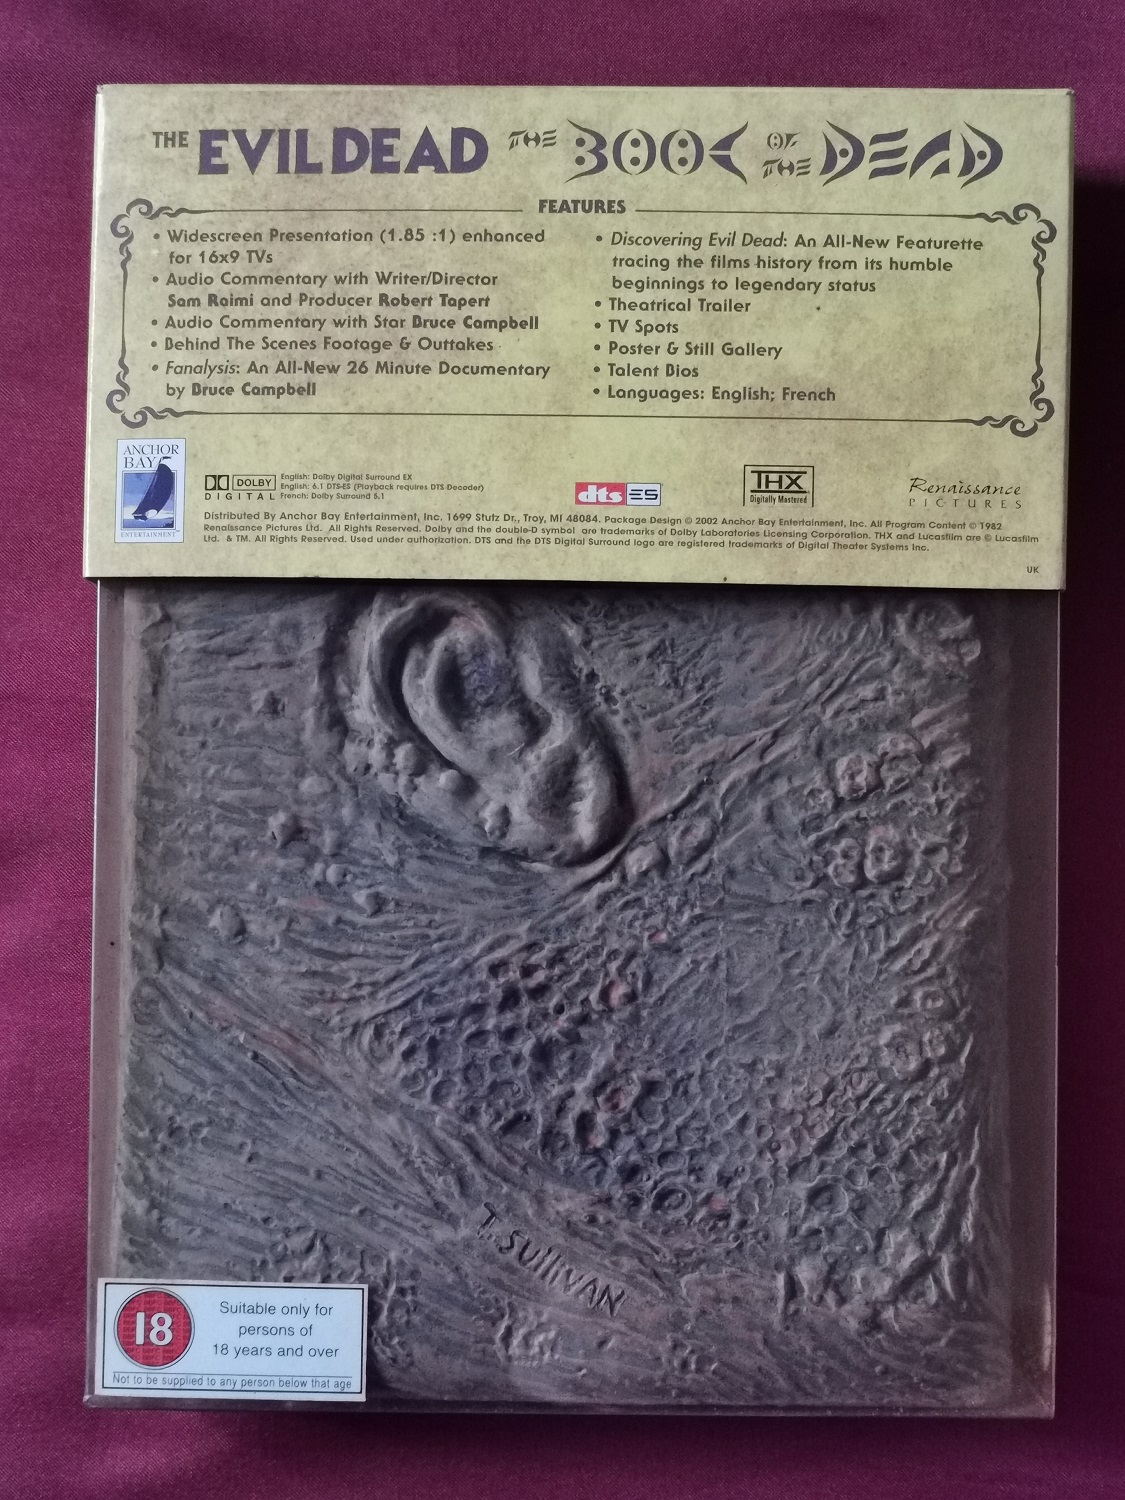 THE EVIL DEAD THE BOOK OF THE DEAD
FEATURES
• Widescreen Presentation (1.85 :1) enhanced
for 16x9 TVs
• Audio Commentary with Writer/Director
Sam Raimi and Producer Robert Tapert
• Audio Commentary with Star Bruce Campbell
• Behind The Scenes Footage & Outtakes
• Fanalysis: An All-New 26 Minute Documentary
by Bruce Campbell
• Discovering Evil Dead: An All-New Featurette
tracing the films history from its humble
beginnings to legendary status
• Theatrical Trailer
• TV Spots
• Poster & Still Gallery
• Talent Bios
• Languages: English; French
ANCHOR
BAY
ENTERTAINMENT
DOLBY
DIGITAL
English: Dolby Digital Surround EX
English: 6.1 DTS-ES (Playback requires DTS Decoder)
French: Dolby Surround 5.1
dts ES
THX
Digitally Mastered
Renaissance
PICTURES
Distributed By Anchor Bay Entertainment, Inc. 1699 Stutz Dr., Troy, MI 48084. Package Design © 2002 Anchor Bay Entertainment, Inc. All Program Content © 1982
Renaissance Pictures Ltd. All Rights Reserved. Dolby and the double-D symbol are trademarks of Dolby Laboratories Licensing Corporation. THX and Lucasfilm are © Lucasfilm
Ltd. & TM. All Rights Reserved. Used under authorization. DTS and the DTS Digital Surround logo are registered trademarks of Digital Theater Systems Inc.
UK
T. SULLIVAN
18
Suitable only for
persons of
18 years and over
Not to be supplied to any person below that age